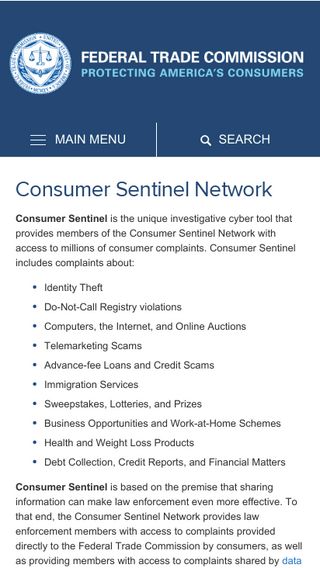 FEDERAL TRADE COMMISSION
PROTECTING AMERICA'S CONSUMERS
MAIN MENU
SEARCH
Consumer Sentinel Network
Consumer Sentinel is the unique investigative cyber tool that
provides members of the Consumer Sentinel Network with
access to millions of consumer complaints. Consumer Sentinel
includes complaints about:
• Identity Theft
• Do-Not-Call Registry violations
• Computers, the Internet, and Online Auctions
• Telemarketing Scams
• Advance-fee Loans and Credit Scams
• Immigration Services
• Sweepstakes, Lotteries, and Prizes
• Business Opportunities and Work-at-Home Schemes
• Health and Weight Loss Products
• Debt Collection, Credit Reports, and Financial Matters
Consumer Sentinel is based on the premise that sharing
information can make law enforcement even more effective. To
that end, the Consumer Sentinel Network provides law
enforcement members with access to complaints provided
directly to the Federal Trade Commission by consumers, as well
as providing members with access to complaints shared by data